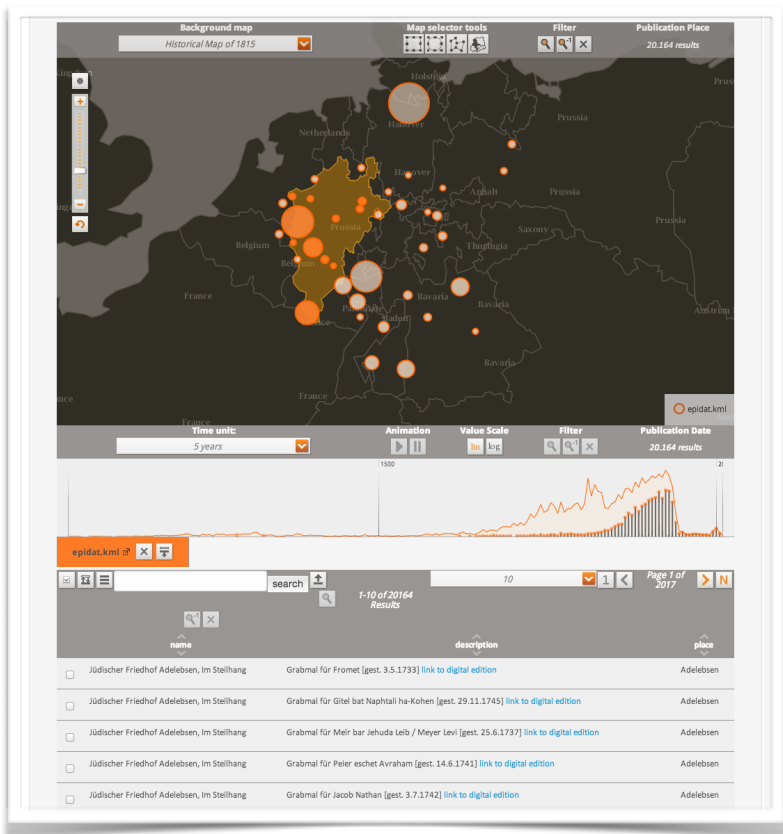 Background map
Historical Map of 1815
Map selector tools
Filter
Publication Place
20.164 results
Holstein
Prussia
Netherlands
Hanover
Hanover
Anhalt
Prussia
Prussia
Prussia
Saxony
Belgium
Thuringia
Belgium
France
Bavaria
Bavaria
Palatinate
Baden
Austrian
Bavaria
France
France
epidat.kml
Time unit:
5 years
Animation
Value Scale
lin log
Filter
Publication Date
20.164 results
1500
epidat.kml
search
1-10 of 20164
Results
10
1
Page 1 of
2017
N
name
description
place
Jüdischer Friedhof Adelebsen, Im Steilhang
Grabmal für Fromet [gest. 3.5.1733] link to digital edition
Adelebsen
Jüdischer Friedhof Adelebsen, Im Steilhang
Grabmal für Gitel bat Naphtali ha-Kohen [gest. 29.11.1745] link to digital edition
Adelebsen
Jüdischer Friedhof Adelebsen, Im Steilhang
Grabmal für Meir bar Jehuda Leib / Meyer Levi [gest. 25.6.1737] link to digital edition
Adelebsen
Jüdischer Friedhof Adelebsen, Im Steilhang
Grabmal für Peier eschet Avraham [gest. 14.6.1741] link to digital edition
Adelebsen
Jüdischer Friedhof Adelebsen, Im Steilhang
Grabmal für Jacob Nathan [gest. 3.7.1742] link to digital edition
Adelebsen